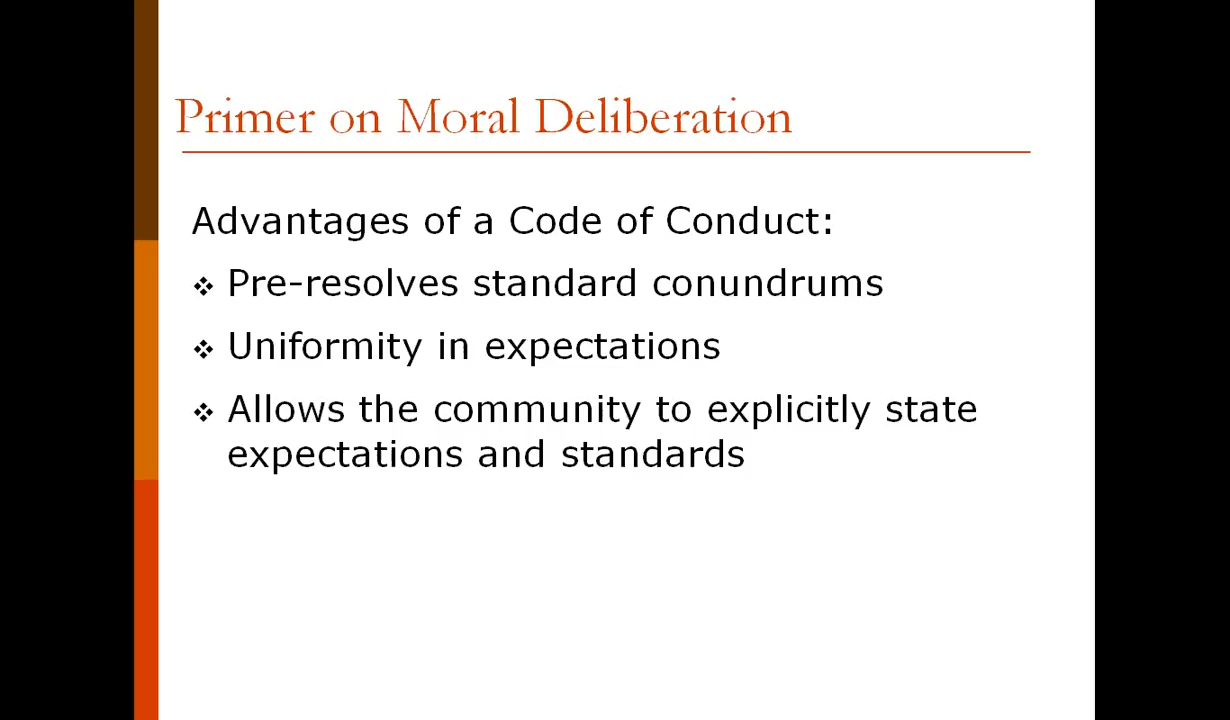 Primer on Moral Deliberation
Advantages of a Code of Conduct:
❖ Pre-resolves standard conundrums
❖ Uniformity in expectations
❖ Allows the community to explicitly state
expectations and standards